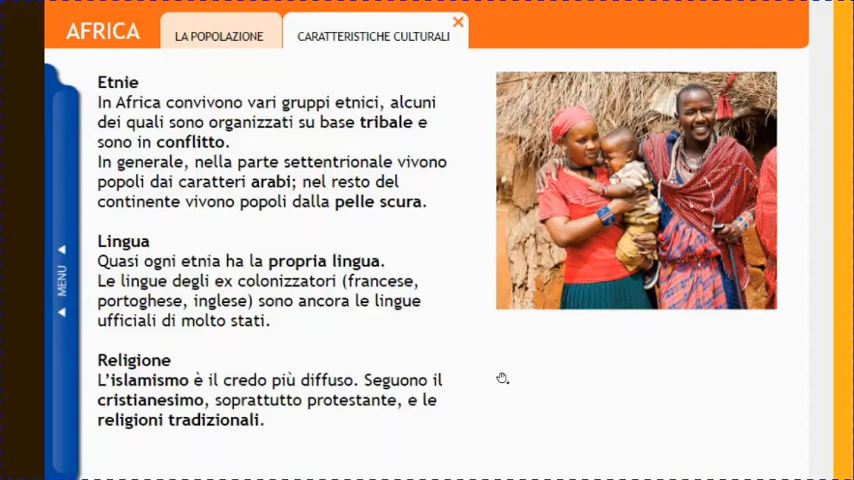 AFRICA
LA POPOLAZIONE
CARATTERISTICHE CULTURALI
Etnie
In Africa convivono vari gruppi etnici, alcuni
dei quali sono organizzati su base tribale e
sono in conflitto.
In generale, nella parte settentrionale vivono
popoli dai caratteri arabi; nel resto del
continente vivono popoli dalla pelle scura.
Lingua
Quasi ogni etnia ha la propria lingua.
Le lingue degli ex colonizzatori (francese,
portoghese, inglese) sono ancora le lingue
ufficiali di molto stati.
Religione
L'islamismo è il credo più diffuso. Seguono il
cristianesimo, soprattutto protestante, e le
religioni tradizionali.
MENU